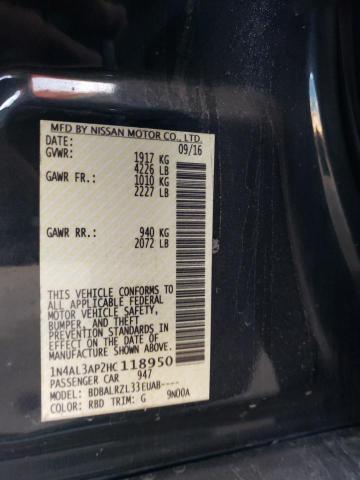 MFD BY NISSAN MOTOR CO., LTD.
DATE: 09/16
GVWR: 1917 KG
4226 LB
GAWR FR.: 1010 KG
2227 LB
GAWR RR.: 940 KG
2072 LB
THIS VEHICLE CONFORMS TO
ALL APPLICABLE FEDERAL
MOTOR VEHICLE SAFETY,
BUMPER, AND THEFT
PREVENTION STANDARDS IN
EFFECT ON THE DATE OF
MANUFACTURE SHOWN ABOVE.
1N4AL3AP2HC118950
PASSENGER CAR 947
MODEL: BDBALRZL33EUAB----
COLOR: RBD TRIM: G 9N00A